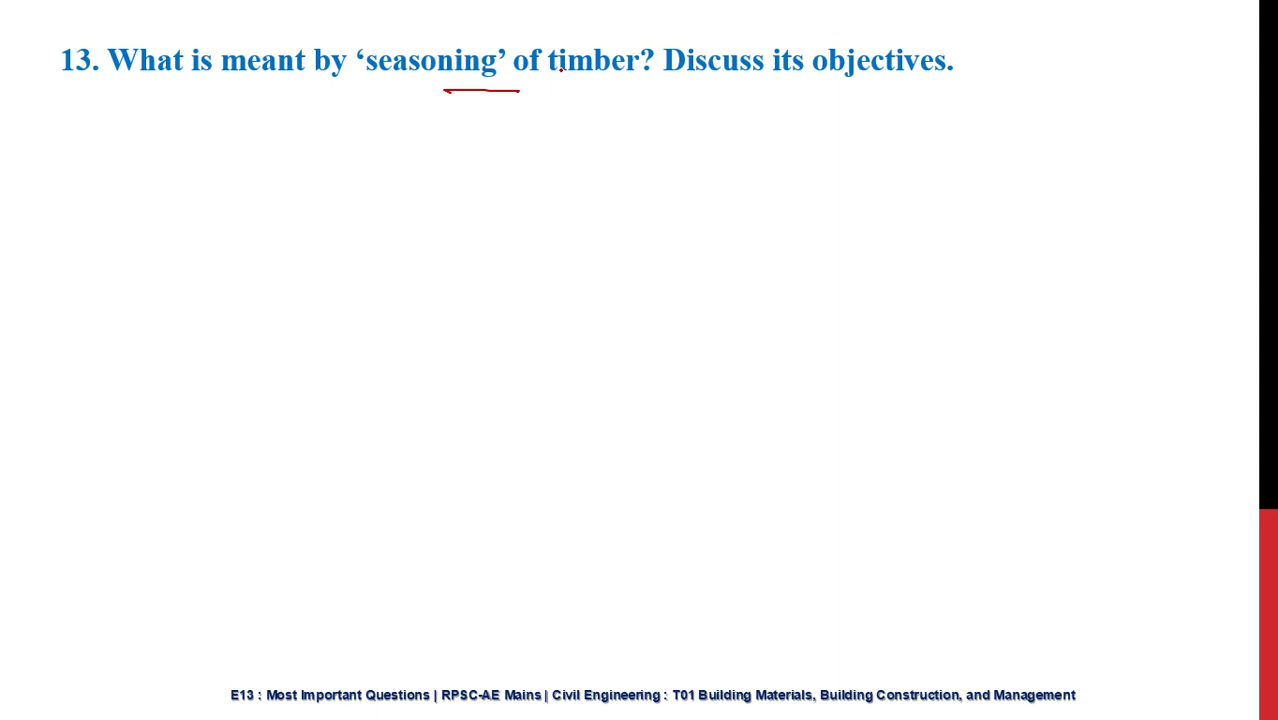 13. What is meant by ‘seasoning’ of timber? Discuss its objectives.
E13 : Most Important Questions | RPSC-AE Mains | Civil Engineering : T01 Building Materials, Building Construction, and Management